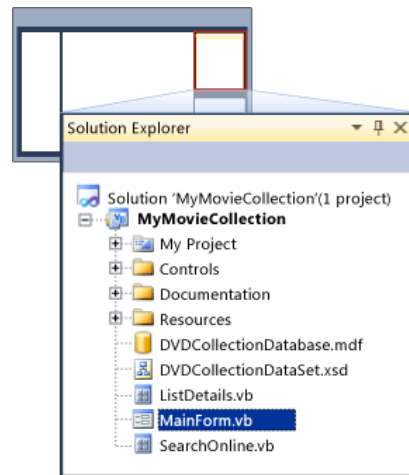 Solution Explorer
Solution 'MyMovieCollection'(1 project)
MyMovieCollection
My Project
Controls
Documentation
Resources
DVDCollectionDatabase.mdf
DVDCollectionDataSet.xsd
ListDetails.vb
MainForm.vb
SearchOnline.vb